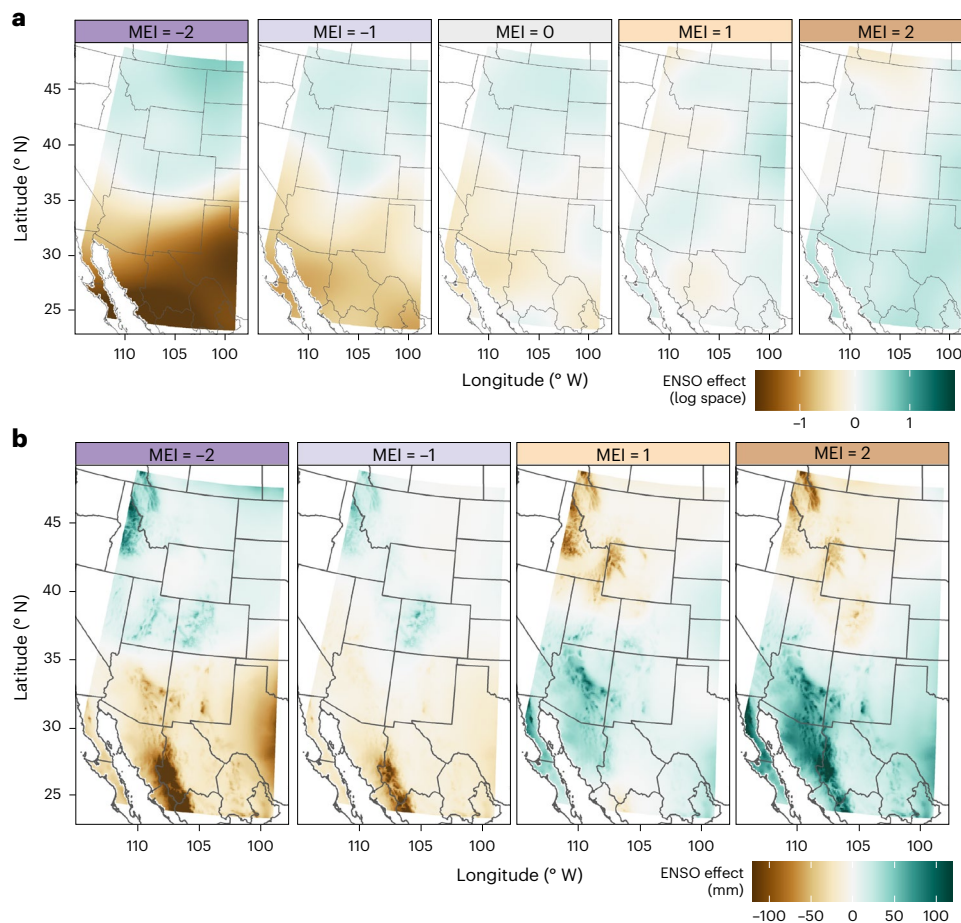 a
MEI = –2 MEI = –1 MEI = 0 MEI = 1 MEI = 2
45
40
35
30
25
Latitude (° N)
110 105 100 110 105 100 110 105 100 110 105 100 110 105 100
Longitude (° W)
ENSO effect
(log space)
–1 0 1
b
MEI = –2 MEI = –1 MEI = 1 MEI = 2
45
40
35
30
25
Latitude (° N)
110 105 100 110 105 100 110 105 100 110 105 100
Longitude (° W)
ENSO effect
(mm)
–100 –50 0 50 100